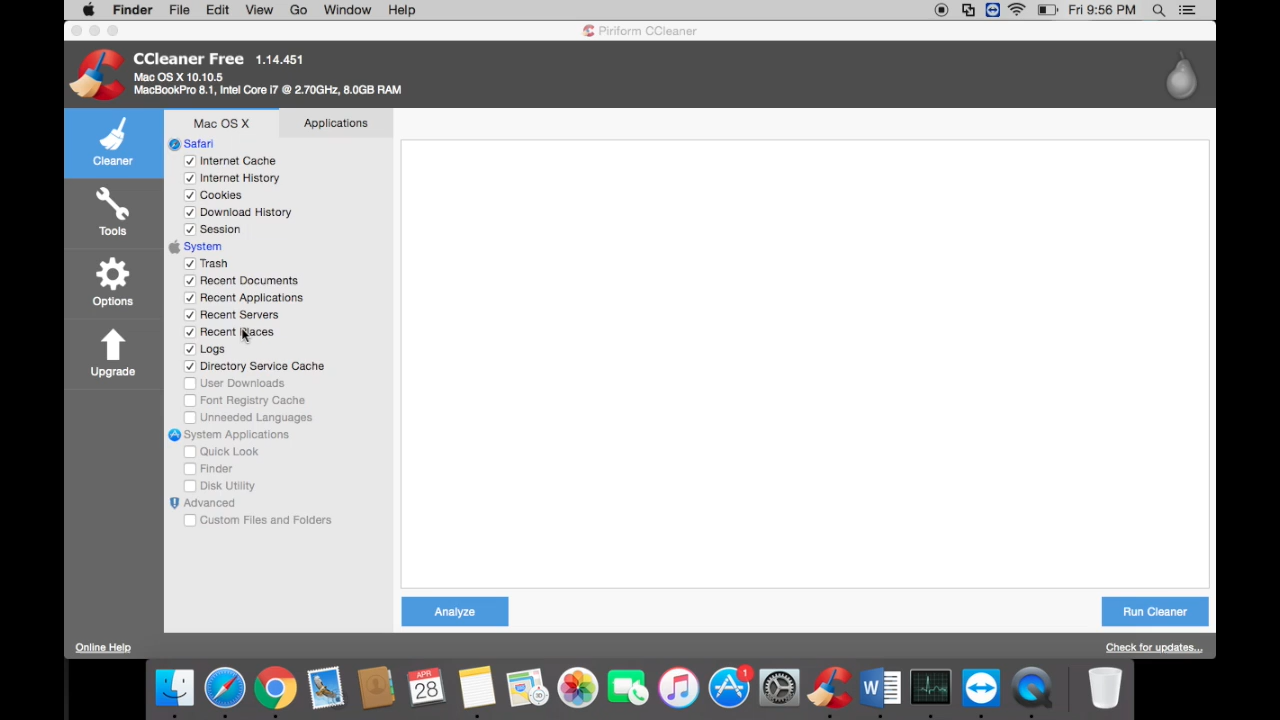 Finder File Edit View Go Window Help Fri 9:56 PM
Piriform CCleaner
CCleaner Free 1.14.451
Mac OS X 10.10.5
MacBookPro 8.1, Intel Core i7 @ 2.70GHz, 8.0GB RAM
Cleaner
Tools
Options
Upgrade
Mac OS X Applications
Safari
Internet Cache
Internet History
Cookies
Download History
Session
System
Trash
Recent Documents
Recent Applications
Recent Servers
Recent Places
Logs
Directory Service Cache
User Downloads
Font Registry Cache
Unneeded Languages
System Applications
Quick Look
Finder
Disk Utility
Advanced
Custom Files and Folders
Analyze Run Cleaner
Online Help Check for updates...
APR
28
1
W